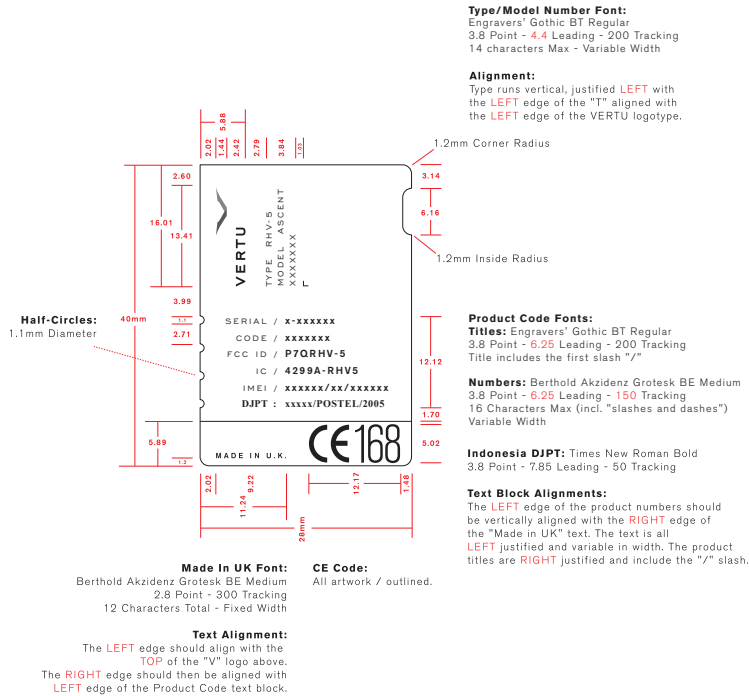 Type/Model Number Font:
Engravers' Gothic BT Regular
3.8 Point - 4.4 Leading - 200 Tracking
14 characters Max - Variable Width
Alignment:
Type runs vertical, justified LEFT with
the LEFT edge of the "T" aligned with
the LEFT edge of the VERTU logotype.
5.88
2.02
1.44
2.42
2.79
3.84
1.03
1.2mm Corner Radius
2.60
3.14
16.01
13.41
6.16
VERTU
TYPE RHV-5
MODEL ASCENT
XXXXXXX
1.2mm Inside Radius
3.99
Half-Circles:
1.1mm Diameter
40mm
1.1
2.71
SERIAL / x-xxxxxx
CODE / xxxxxxx
FCC ID / P7QRHV-5
IC / 4299A-RHV5
IMEI / xxxxxx/xx/xxxxxx
DJPT : xxxxx/POSTEL/2005
12.12
1.70
Product Code Fonts:
Titles: Engravers' Gothic BT Regular
3.8 Point - 6.25 Leading - 200 Tracking
Title includes the first slash "/"
Numbers: Berthold Akzidenz Grotesk BE Medium
3.8 Point - 6.25 Leading - 150 Tracking
16 Characters Max (incl. "slashes and dashes")
Variable Width
Indonesia DJPT: Times New Roman Bold
3.8 Point - 7.85 Leading - 50 Tracking
5.89
1.2
MADE IN U.K.
CE168
5.02
2.02
9.22
11.24
12.17
1.48
28mm
Text Block Alignments:
The LEFT edge of the product numbers should
be vertically aligned with the RIGHT edge of
the "Made in UK" text. The text is all
LEFT justified and variable in width. The product
titles are RIGHT justified and include the "/" slash.
Made In UK Font:
Berthold Akzidenz Grotesk BE Medium
2.8 Point - 300 Tracking
12 Characters Total - Fixed Width
CE Code:
All artwork / outlined.
Text Alignment:
The LEFT edge should align with the
TOP of the "V" logo above.
The RIGHT edge should then be aligned with
LEFT edge of the Product Code text block.